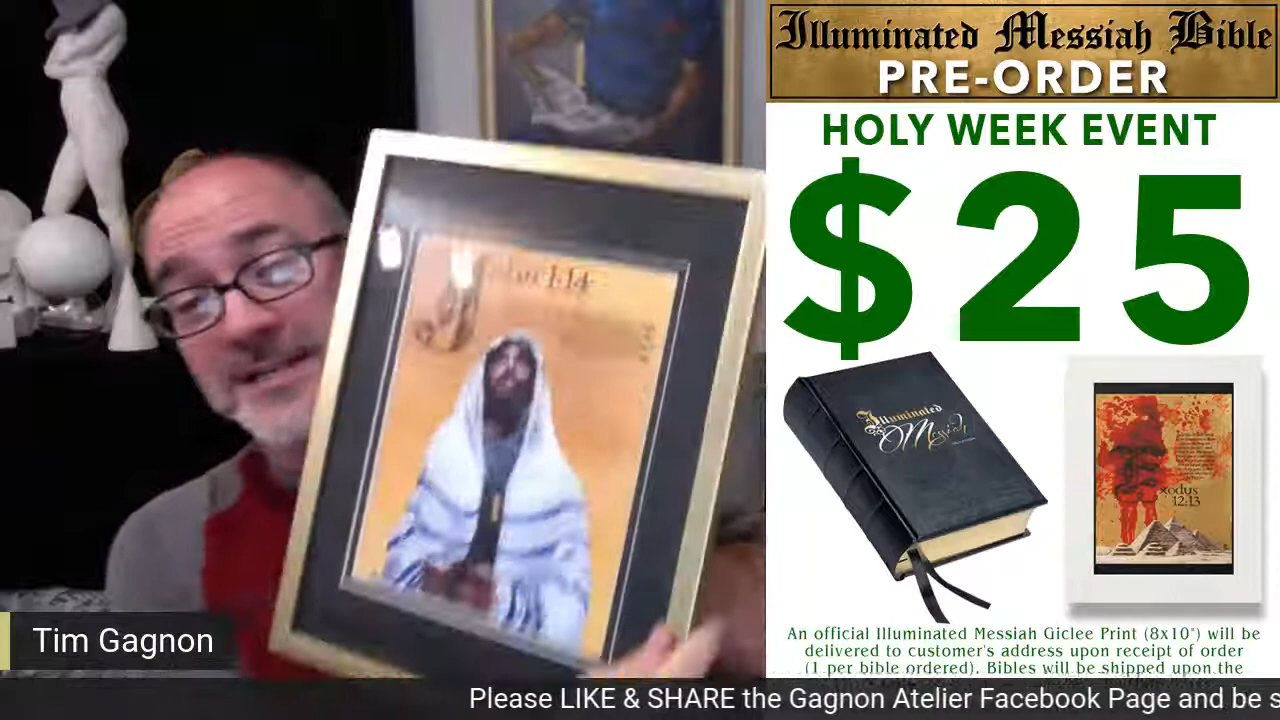 Illuminated Messiah Bible
PRE-ORDER
HOLY WEEK EVENT
$25
Illuminated
Messiah
xodus
12:13
An official Illuminated Messiah Giclee Print (8x10") will be
delivered to customer's address upon receipt of order
(1 per bible ordered). Bibles will be shipped upon the
Tim Gagnon
Please LIKE & SHARE the Gagnon Atelier Facebook Page and be s